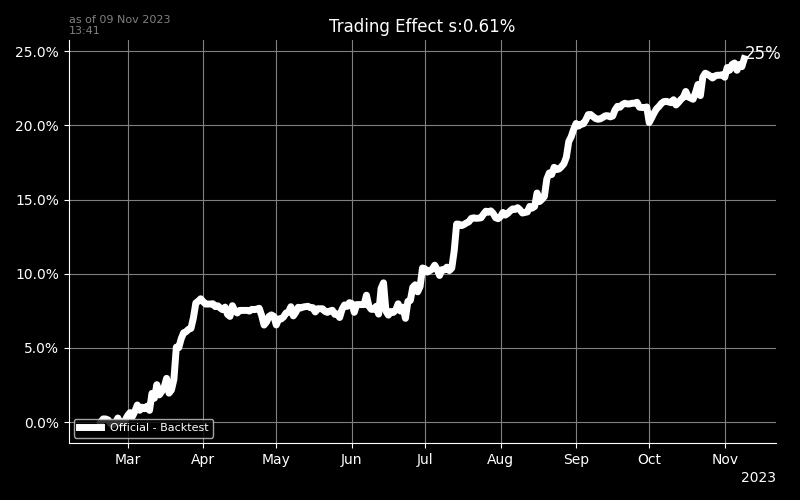 as of 09 Nov 2023
13:41
Trading Effect s:0.61%
25.0%
25%
20.0%
15.0%
10.0%
5.0%
0.0%
Official - Backtest
Mar Apr May Jun Jul Aug Sep Oct Nov
2023